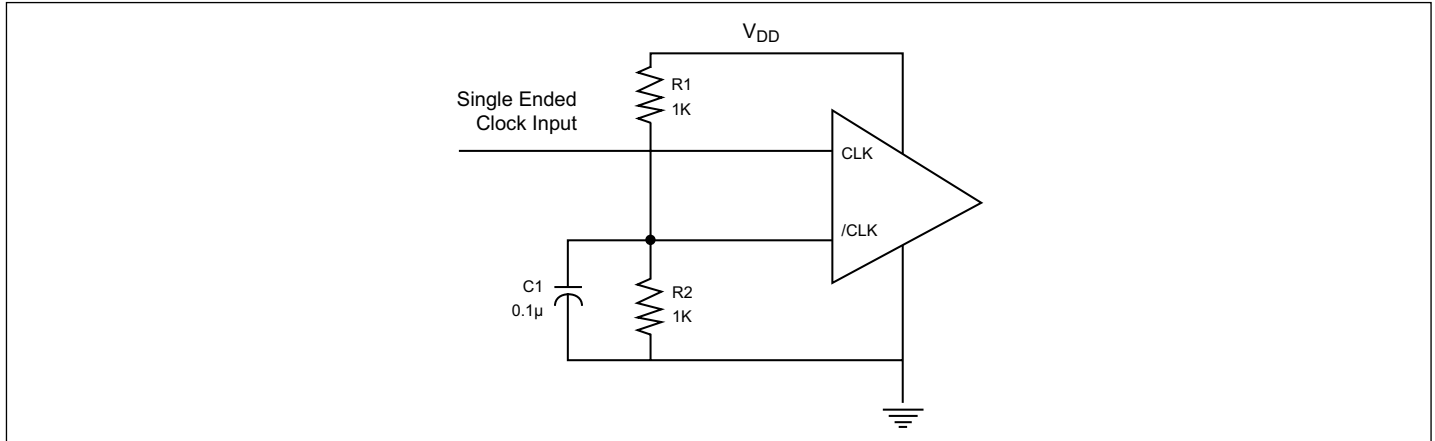 VDD
R1
1K
Single Ended
Clock Input
CLK
/CLK
C1
0.1µ
R2
1K